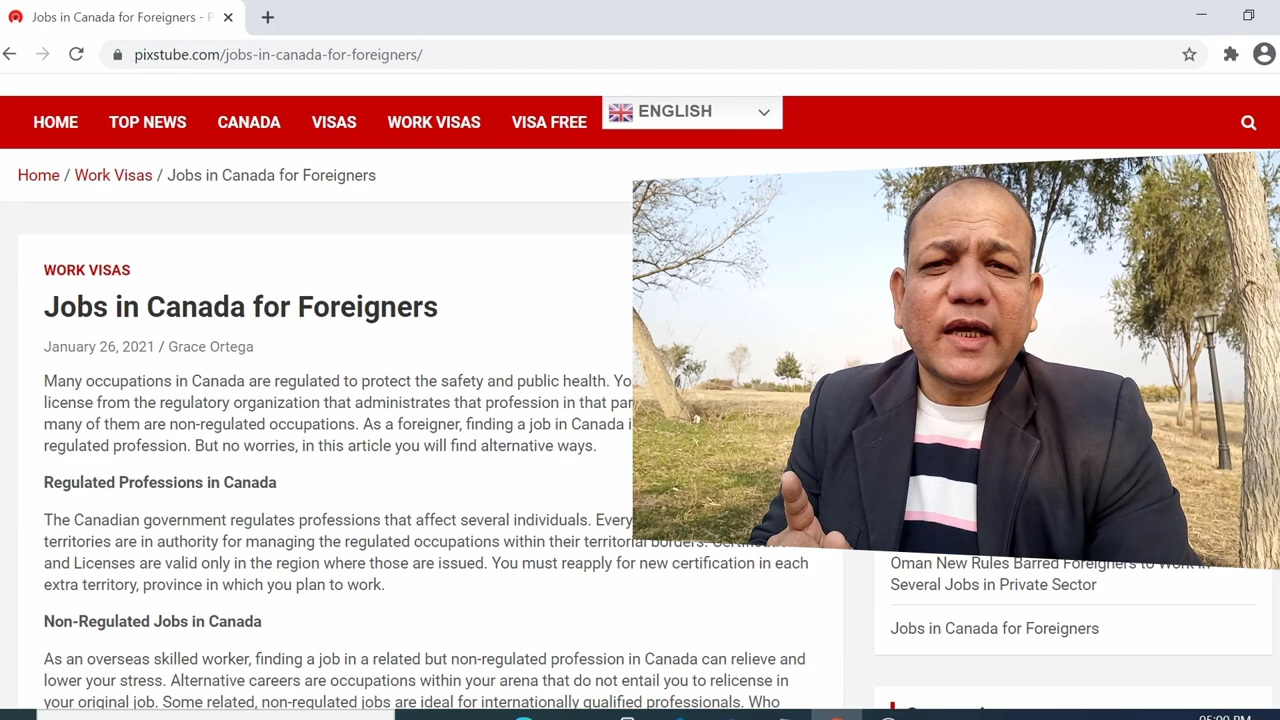 Jobs in Canada for Foreigners - P
pixstube.com/jobs-in-canada-for-foreigners/
HOME TOP NEWS CANADA VISAS WORK VISAS VISA FREE ENGLISH
Home / Work Visas / Jobs in Canada for Foreigners
WORK VISAS
Jobs in Canada for Foreigners
January 26, 2021 / Grace Ortega
Many occupations in Canada are regulated to protect the safety and public health. Yo
license from the regulatory organization that administrates that profession in that par
many of them are non-regulated occupations. As a foreigner, finding a job in Canada i
regulated profession. But no worries, in this article you will find alternative ways.
Regulated Professions in Canada
The Canadian government regulates professions that affect several individuals. Every
territories are in authority for managing the regulated occupations within their territorial borders.
and Licenses are valid only in the region where those are issued. You must reapply for new certification in each
extra territory, province in which you plan to work.
Non-Regulated Jobs in Canada
As an overseas skilled worker, finding a job in a related but non-regulated profession in Canada can relieve and
lower your stress. Alternative careers are occupations within your arena that do not entail you to relicense in
your original job. Some related, non-regulated jobs are ideal for internationally qualified professionals. Who
Oman New Rules Barred Foreigners to Work in
Several Jobs in Private Sector
Jobs in Canada for Foreigners
05:00 PM